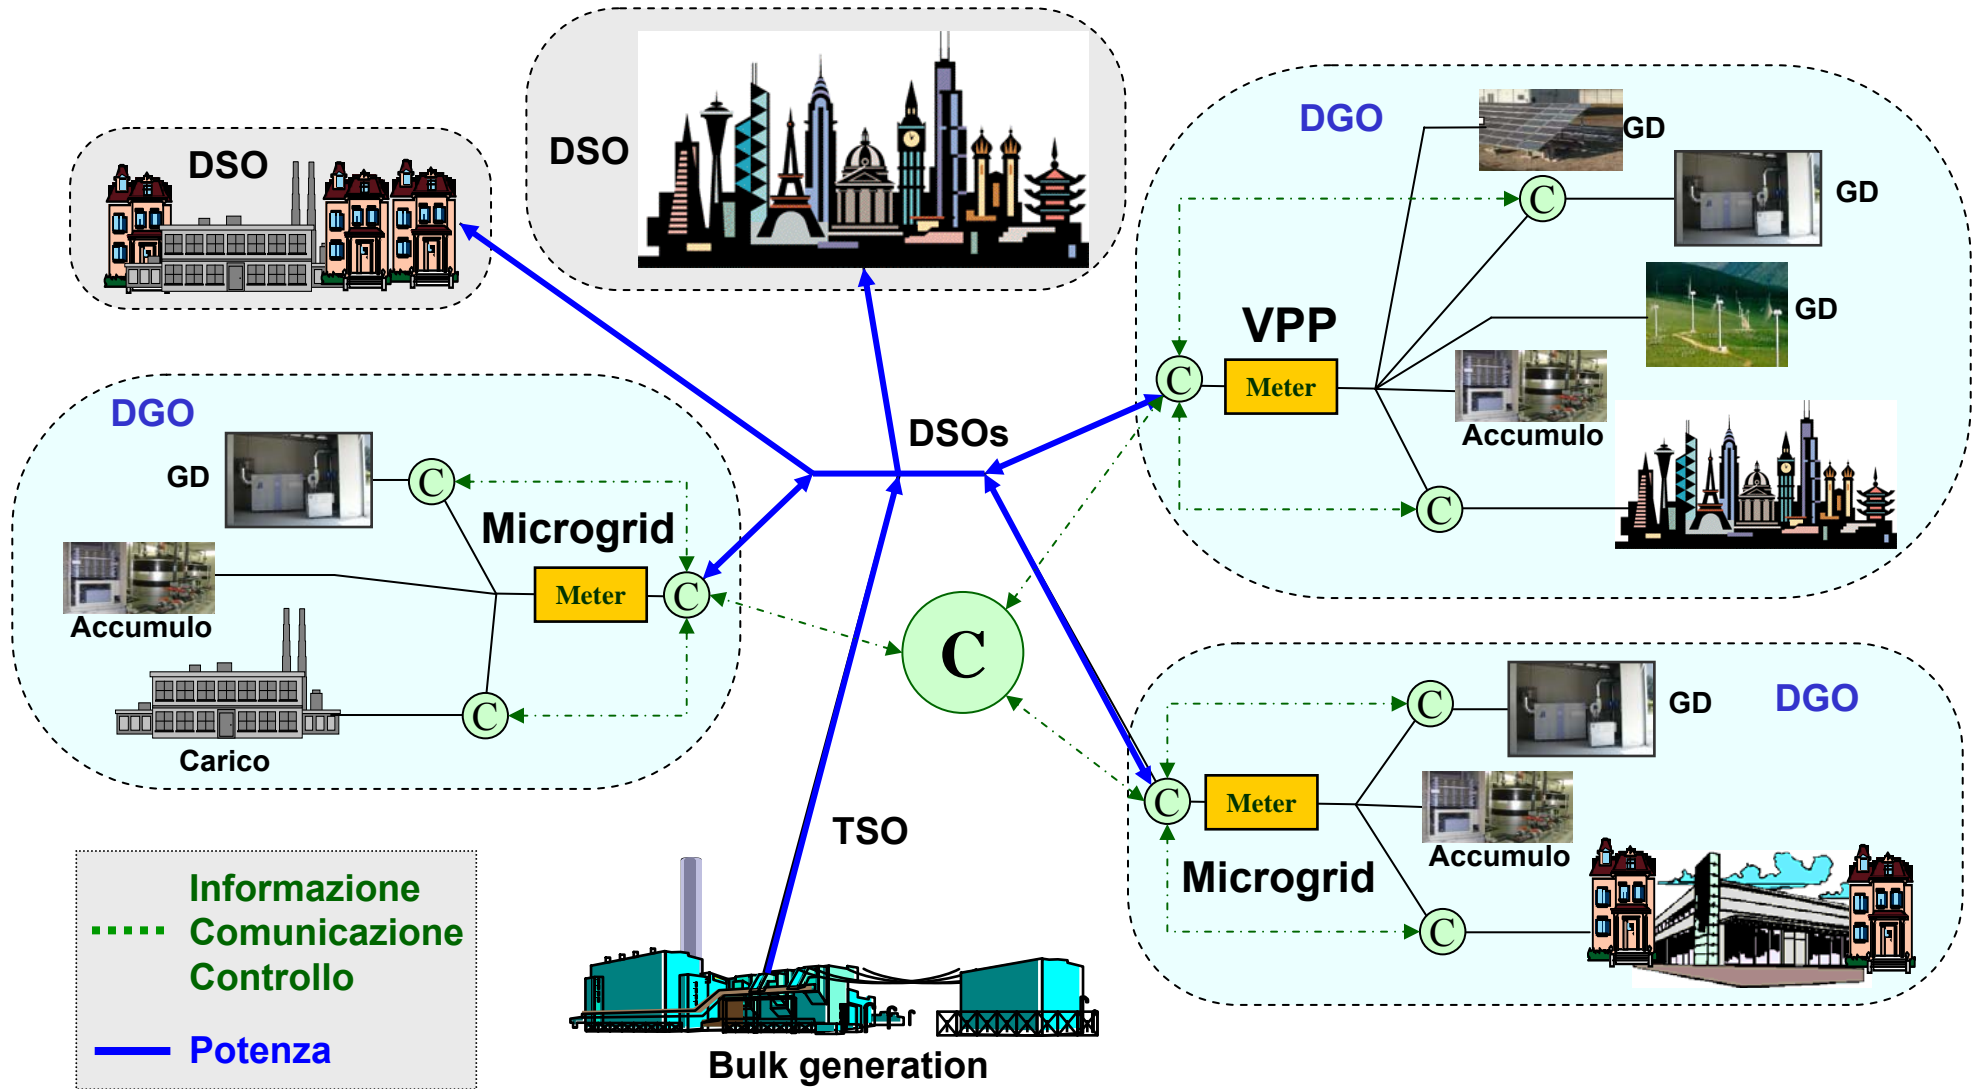 DSO
DSO
DGO
GD
C
GD
GD
VPP
C
Meter
Accumulo
C
DSOs
DGO
GD
C
Microgrid
Meter
C
Accumulo
C
Carico
C
DGO
C
GD
C
Meter
Accumulo
Microgrid
C
TSO
Bulk generation
Informazione
Comunicazione
Controllo
Potenza